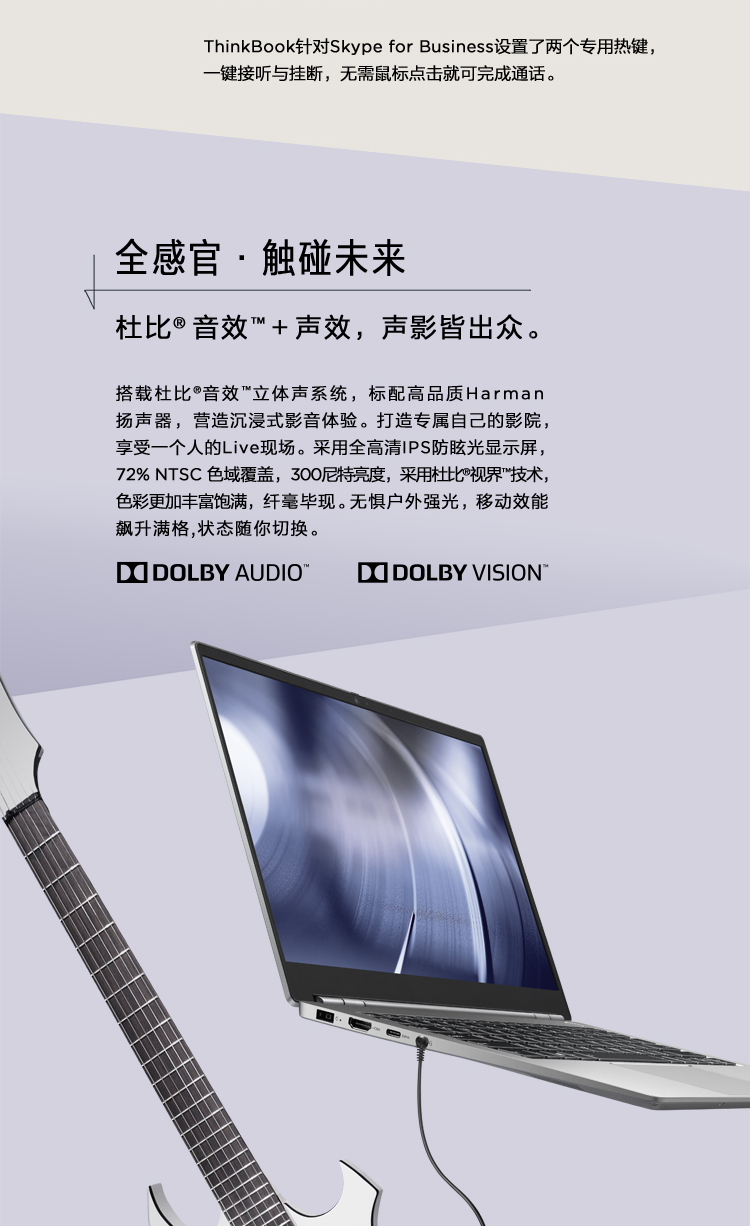 ThinkBook针对Skype for Business设置了两个专用热键，
一键接听与挂断，无需鼠标点击就可完成通话。
全感官·触碰未来
杜比® 音效™ + 声效，声影皆出众。
搭载杜比®音效™立体声系统，标配高品质Harman
扬声器，营造沉浸式影音体验。打造专属自己的影院，
享受一个人的Live现场。采用全高清IPS防眩光显示屏，
72% NTSC 色域覆盖，300尼特亮度，采用杜比®视界™技术，
色彩更加丰富饱满，纤毫毕现。无惧户外强光，移动效能
飙升满格,状态随你切换。
DOLBY AUDIO™ DOLBY VISION™